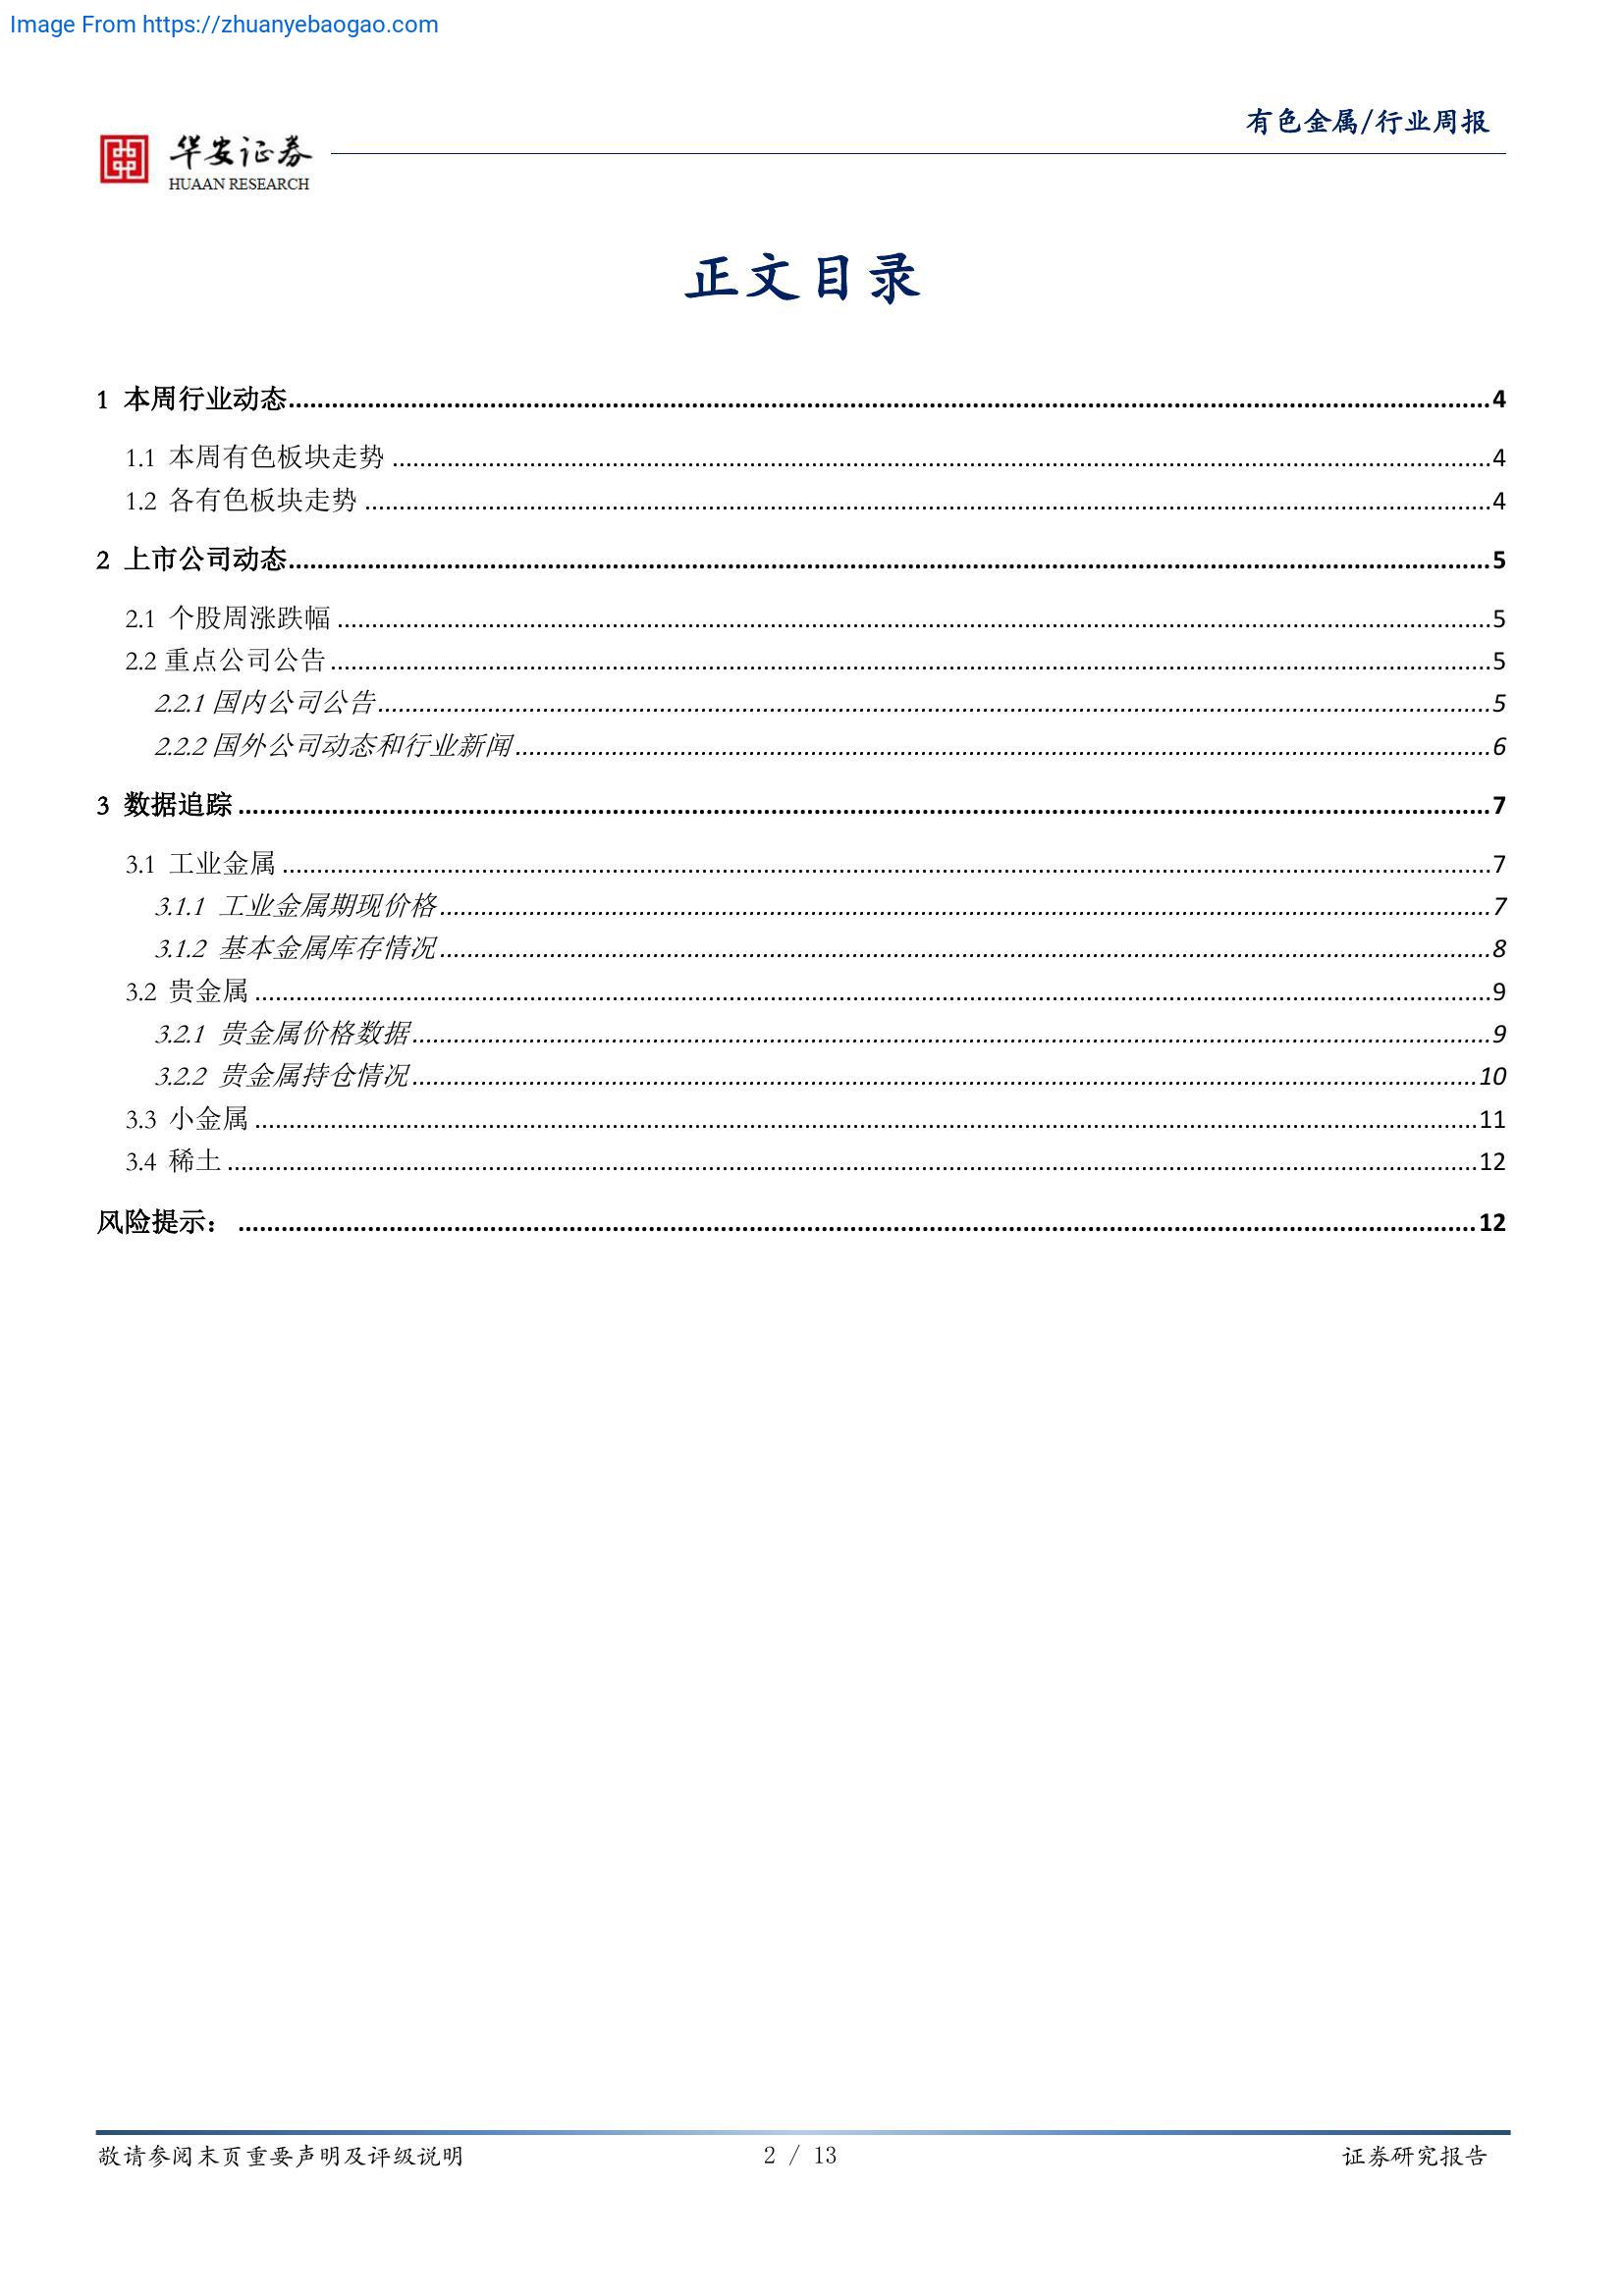 Image From https://zhuanyebaogao.com
有色金属/行业周报
华安证券
HUAAN RESEARCH
正文目录
1 本周行业动态........................................................................4
1.1 本周有色板块走势........................................................................4
1.2 各有色板块走势........................................................................4
2 上市公司动态........................................................................5
2.1 个股周涨跌幅........................................................................5
2.2 重点公司公告........................................................................5
2.2.1 国内公司公告........................................................................5
2.2.2 国外公司动态和行业新闻........................................................................6
3 数据追踪........................................................................7
3.1 工业金属........................................................................7
3.1.1 工业金属期现价格........................................................................7
3.1.2 基本金属库存情况........................................................................8
3.2 贵金属........................................................................9
3.2.1 贵金属价格数据........................................................................9
3.2.2 贵金属持仓情况........................................................................10
3.3 小金属........................................................................11
3.4 稀土........................................................................12
风险提示：........................................................................12
敬请参阅末页重要声明及评级说明 2 / 13 证券研究报告